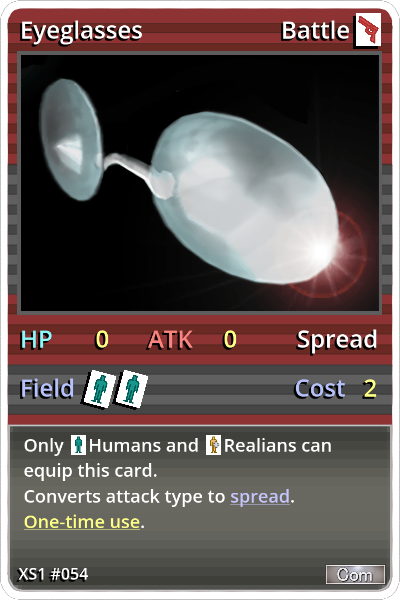 Eyeglasses Battle
HP 0 ATK 0 Spread
Field Cost 2
Only Humans and Realians can
equip this card.
Converts attack type to spread.
One-time use.
XS1 #054 Com